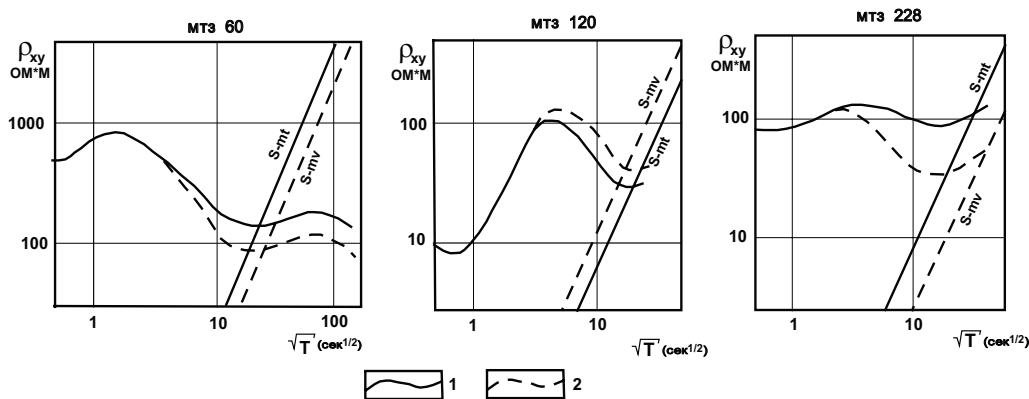 МТЗ 60
ρxy
ОМ*М
1000
100
S-mt
S-mv
1
10
100
√T (сек1/2)
МТЗ 120
ρxy
ОМ*М
100
10
S-mv
S-mt
1
10
√T (сек1/2)
МТЗ 228
ρxy
ОМ*М
100
10
S-mt
S-mv
1
10
√T (сек1/2)
1
2